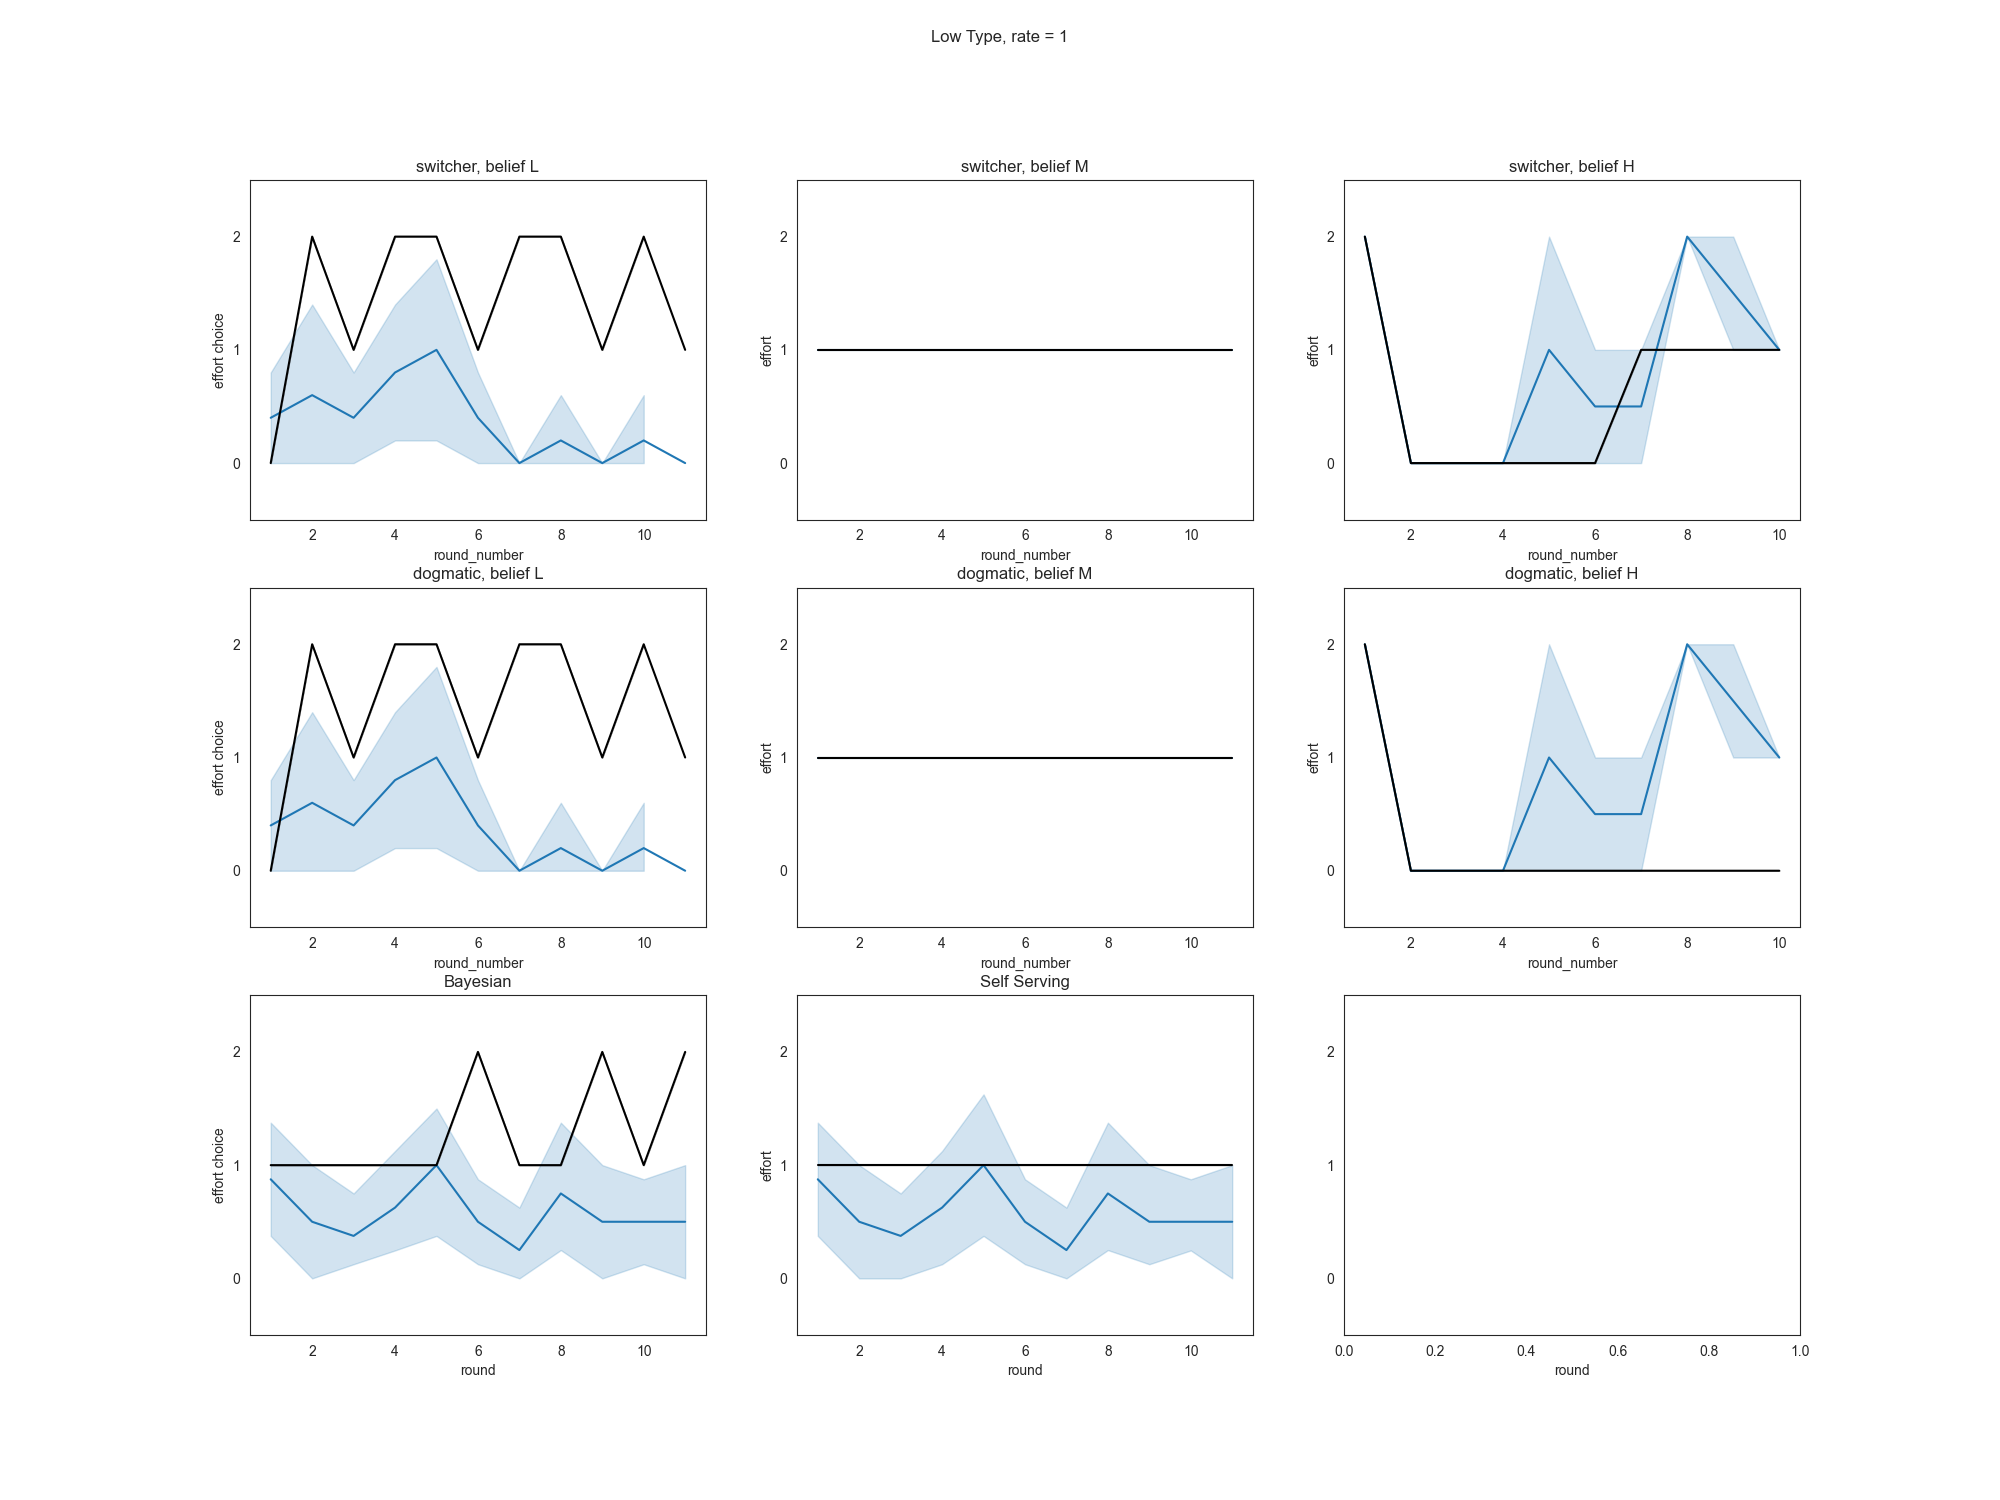 Low Type, rate = 1
switcher, belief L
switcher, belief M
switcher, belief H
effort choice
2
1
0
2 4 6 8 10
round_number
effort
2
1
0
2 4 6 8 10
round_number
effort
2
1
0
2 4 6 8 10
round_number
dogmatic, belief L
dogmatic, belief M
dogmatic, belief H
effort choice
2
1
0
2 4 6 8 10
round_number
effort
2
1
0
2 4 6 8 10
round_number
effort
2
1
0
2 4 6 8 10
round_number
Bayesian
Self Serving
effort choice
2
1
0
2 4 6 8 10
round
effort
2
1
0
2 4 6 8 10
round
2
1
0
0.0 0.2 0.4 0.6 0.8 1.0
round